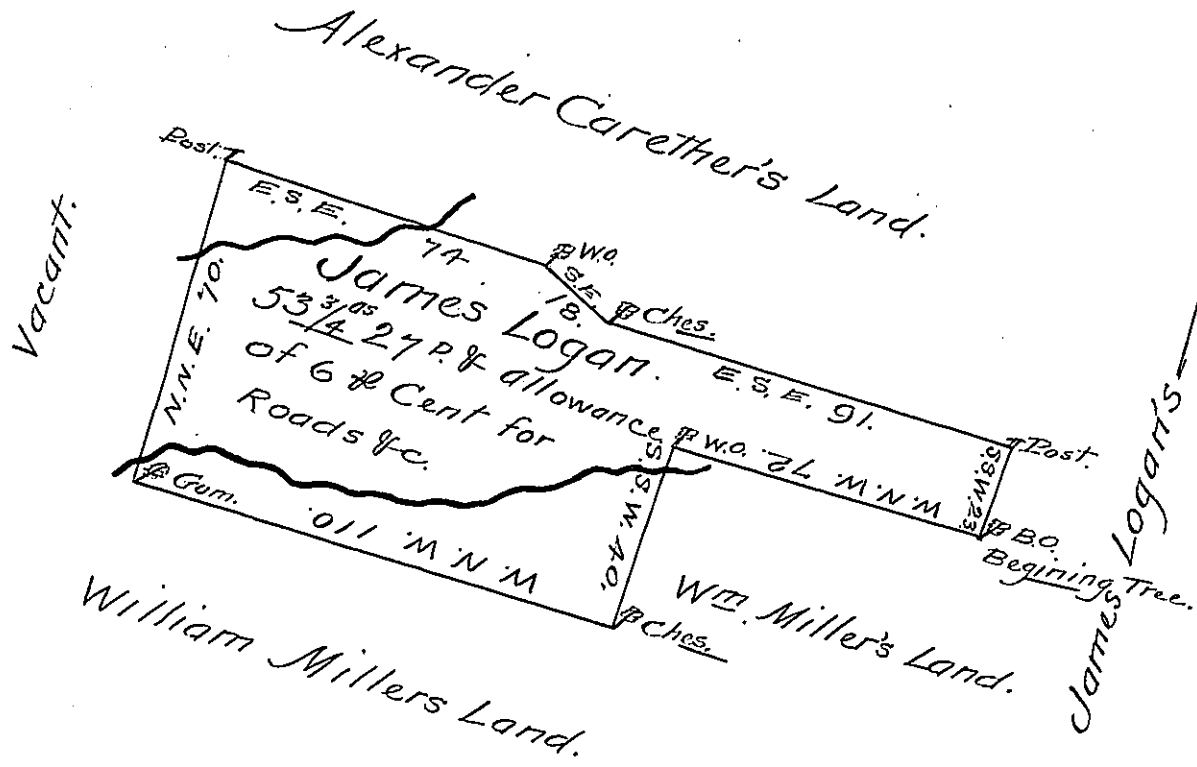 Alexander Carether's Land.
Post.
E.S.E.
74
W.O.
S.E.
18.
Ches.
Vacant.
N.N.E. 70.
James Logan.
53 3/4 as 27 P. & allowance
of 6 ⅌ Cent for
Roads &c.
E.S.E. 91.
Post.
S.S.W. 23.
B.O.
Begining Tree.
W.O.
W.N.W. 72.
S.S.W. 40.
Gum.
W.N.W. 110.
Ches.
Wm. Miller's Land.
William Millers Land.
James Logan's